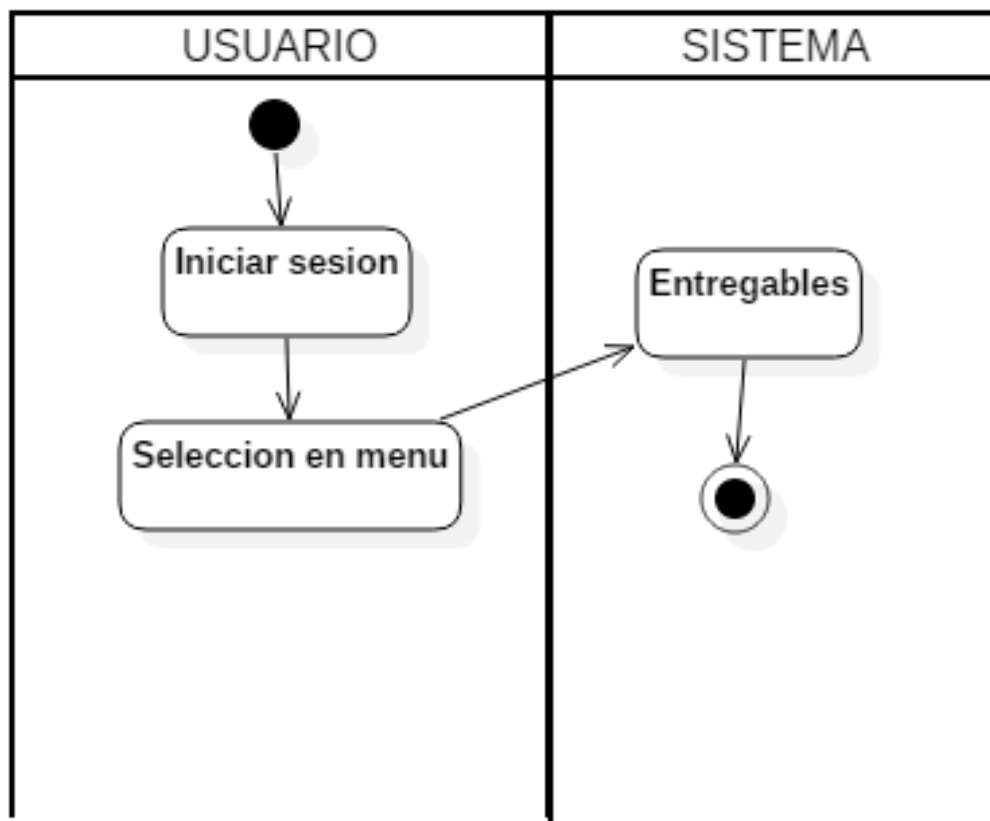 USUARIO
SISTEMA
Iniciar sesion
Entregables
Seleccion en menu